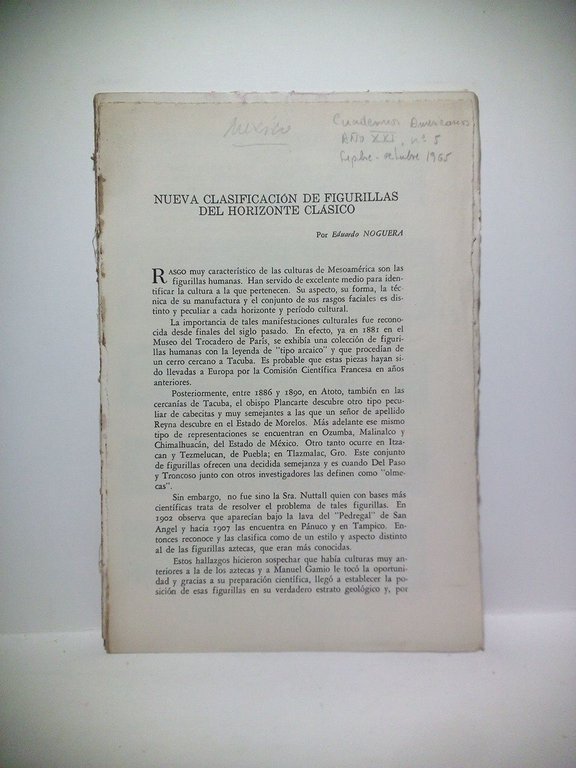 Mexico
Cuadernos Americanos
AÑO XXI, nº 5
Septbre-octubre 1965
NUEVA CLASIFICACIÓN DE FIGURILLAS
DEL HORIZONTE CLÁSICO
Por Eduardo NOGUERA
RASGO muy característico de las culturas de Mesoamérica son las
figurillas humanas. Han servido de excelente medio para iden-
tificar la cultura a la que pertenecen. Su aspecto, su forma, la téc-
nica de su manufactura y el conjunto de sus rasgos faciales es dis-
tinto y peculiar a cada horizonte y período cultural.
La importancia de tales manifestaciones culturales fue recono-
cida desde finales del siglo pasado. En efecto, ya en 1881 en el
Museo del Trocadero de París, se exhibía una colección de figuri-
llas humanas con la leyenda de "tipo arcaico" y que procedían de
un cerro cercano a Tacuba. Es probable que estas piezas hayan si-
do llevadas a Europa por la Comisión Científica Francesa en años
anteriores.
Posteriormente, entre 1886 y 1890, en Atoto, también en las
cercanías de Tacuba, el obispo Plancarte descubre otro tipo pecu-
liar de cabecitas y muy semejantes a las que un señor de apellido
Reyna descubre en el Estado de Morelos. Más adelante ese mismo
tipo de representaciones se encuentran en Ozumba, Malinalco y
Chimalhuacán, del Estado de México. Otro tanto ocurre en Itza-
can y Tezmelucan, de Puebla; en Tlazmalac, Gro. Este conjunto
de figurillas ofrecen una decidida semejanza y es cuando Del Paso
y Troncoso junto con otros investigadores las definen como "olme-
cas".
Sin embargo, no fue sino la Sra. Nuttall quien con bases más
científicas trata de resolver el problema de tales figurillas. En
1902 observa que aparecían bajo la lava del "Pedregal" de San
Angel y hacia 1907 las encuentra en Pánuco y en Tampico. En-
tonces reconoce y las clasifica como de un estilo y aspecto distinto
al de las figurillas aztecas, que eran más conocidas.
Estos hallazgos hicieron sospechar que había culturas muy an-
teriores a la de los aztecas y a Manuel Gamio le tocó la oportuni-
dad y gracias a su preparación científica, llegó a establecer la po-
sición de esas figurillas en su verdadero estrato geológico y, por